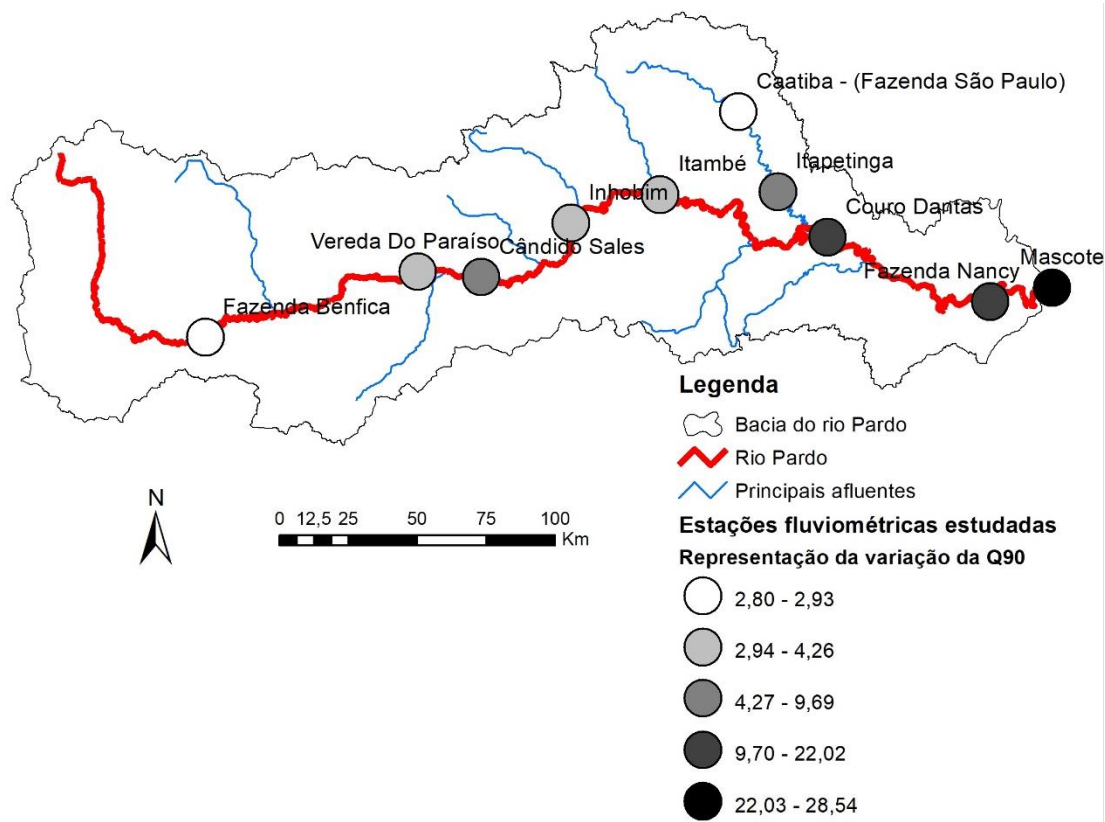 Caatiba - (Fazenda São Paulo)
Itambé
Itapetinga
Inhobim
Couro Dantas
Vereda Do Paraíso
Cândido Sales
Mascote
Fazenda Nancy
Fazenda Benfica
Legenda
Bacia do rio Pardo
Rio Pardo
Principais afluentes
N
0 12,5 25 50 75 100
Km
Estações fluviométricas estudadas
Representação da variação da Q90
2,80 - 2,93
2,94 - 4,26
4,27 - 9,69
9,70 - 22,02
22,03 - 28,54